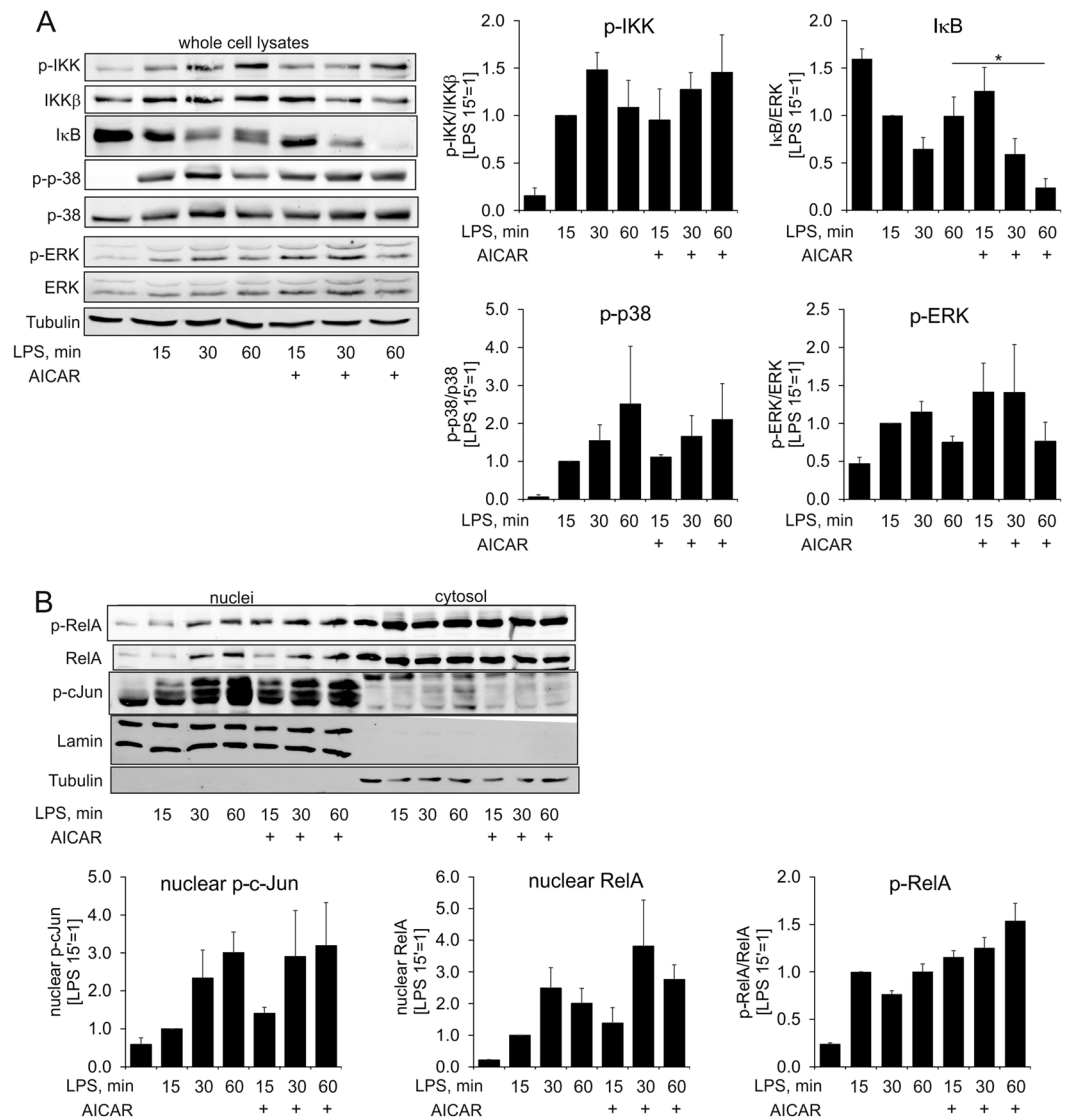 A
whole cell lysates
p-IKK
IKKβ
IκB
p-p-38
p-38
p-ERK
ERK
Tubulin
LPS, min 15 30 60 15 30 60
AICAR + + +
p-IKK
p-IKK/IKKβ
[LPS 15'=1]
2.0
1.5
1.0
0.5
0.0
LPS, min 15 30 60 15 30 60
AICAR + + +
IκB
*
IκB/ERK
[LPS 15'=1]
2.0
1.5
1.0
0.5
0.0
LPS, min 15 30 60 15 30 60
AICAR + + +
p-p38
p-p38/p38
[LPS 15'=1]
5.0
4.0
3.0
2.0
1.0
0.0
LPS, min 15 30 60 15 30 60
AICAR + + +
p-ERK
p-ERK/ERK
[LPS 15'=1]
2.5
2.0
1.5
1.0
0.5
0.0
LPS, min 15 30 60 15 30 60
AICAR + + +
B
nuclei cytosol
p-RelA
RelA
p-cJun
Lamin
Tubulin
LPS, min 15 30 60 15 30 60 15 30 60 15 30 60
AICAR + + + + + +
nuclear p-c-Jun
nuclear p-cJun
[LPS 15'=1]
5.0
4.0
3.0
2.0
1.0
0.0
LPS, min 15 30 60 15 30 60
AICAR + + +
nuclear RelA
nuclear RelA
[LPS 15'=1]
6.0
5.0
4.0
3.0
2.0
1.0
0.0
LPS, min 15 30 60 15 30 60
AICAR + + +
p-RelA
p-RelA/RelA
[LPS 15'=1]
2.0
1.5
1.0
0.5
0.0
LPS, min 15 30 60 15 30 60
AICAR + + +